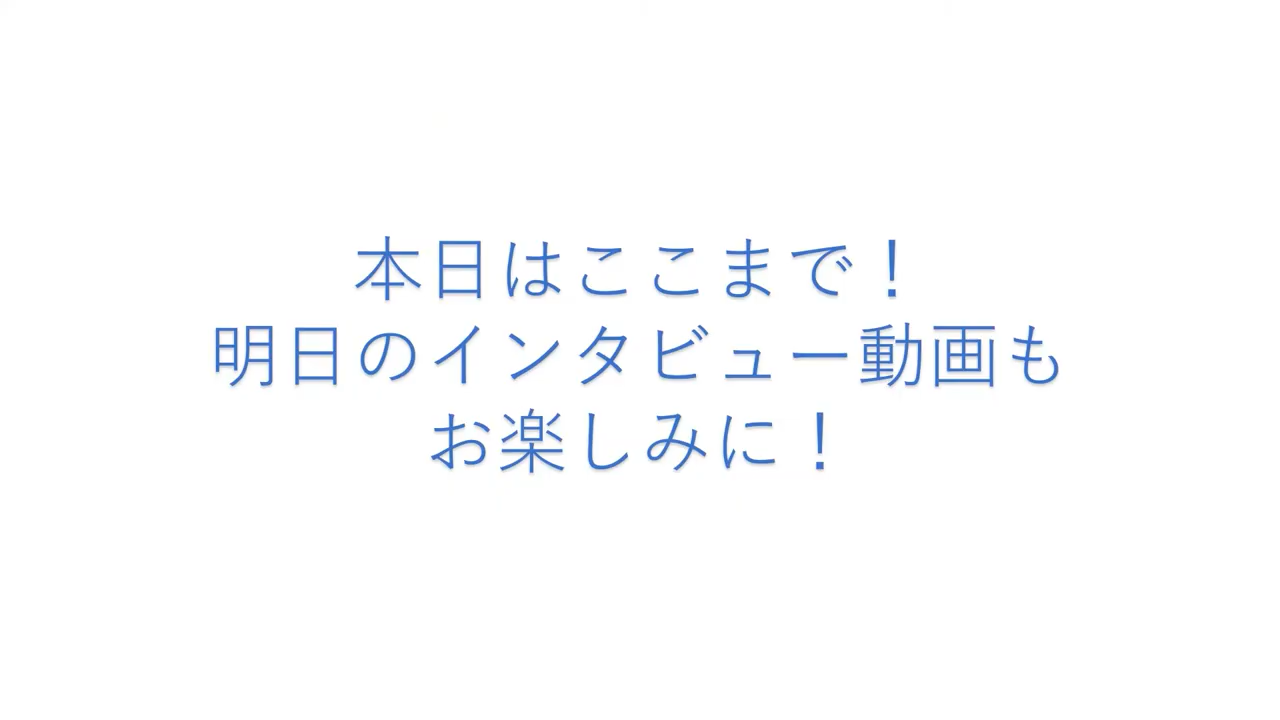 本日はここまで！
明日のインタビュー動画も
お楽しみに！